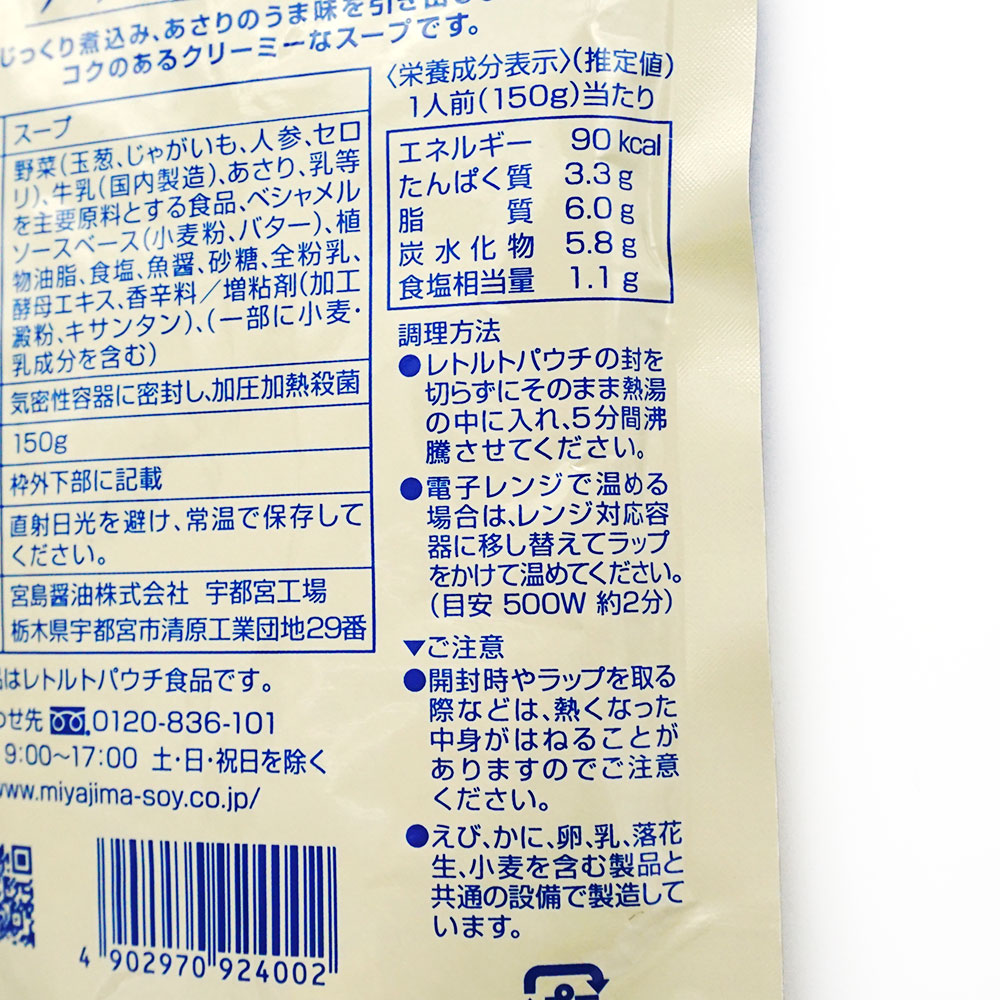 じっくり煮込み、あさりのうま味を引き出し
コクのあるクリーミーなスープです。
スープ
野菜(玉葱、じゃがいも、人参、セロ
リ)、牛乳(国内製造)、あさり、乳等
を主要原料とする食品、ベシャメル
ソースベース(小麦粉、バター)、植
物油脂、食塩、魚醤、砂糖、全粉乳、
酵母エキス、香辛料／増粘剤(加工
澱粉、キサンタン)、(一部に小麦・
乳成分を含む)
気密性容器に密封し、加圧加熱殺菌
150g
枠外下部に記載
直射日光を避け、常温で保存して
ください。
宮島醤油株式会社 宇都宮工場
栃木県宇都宮市清原工業団地29番
品はレトルトパウチ食品です。
わせ先 0120-836-101
9:00〜17:00 土・日・祝日を除く
www.miyajima-soy.co.jp/
4 902970 924002
〈栄養成分表示〉(推定値)
1人前(150g)当たり
エネルギー 90 kcal
たんぱく質 3.3 g
脂質 6.0 g
炭水化物 5.8 g
食塩相当量 1.1 g
調理方法
●レトルトパウチの封を
切らずにそのまま熱湯
の中に入れ、5分間沸
騰させてください。
●電子レンジで温める
場合は、レンジ対応容
器に移し替えてラップ
をかけて温めてください。
(目安 500W 約2分)
▼ご注意
●開封時やラップを取る
際などは、熱くなった
中身がはねることが
ありますのでご注意
ください。
●えび、かに、卵、乳、落花
生、小麦を含む製品と
共通の設備で製造して
います。